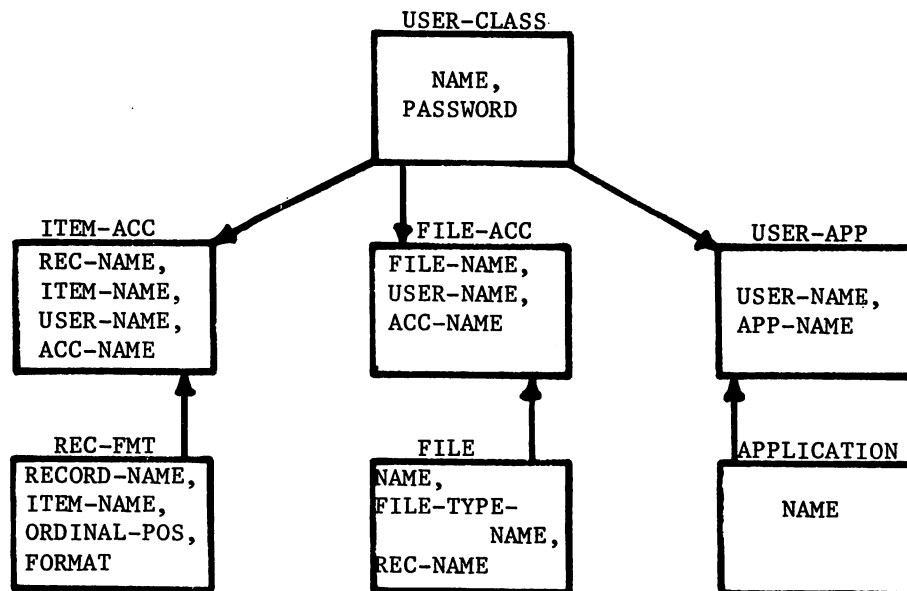 USER-CLASS
NAME,
PASSWORD
ITEM-ACC
REC-NAME,
ITEM-NAME,
USER-NAME,
ACC-NAME
FILE-ACC
FILE-NAME,
USER-NAME,
ACC-NAME
USER-APP
USER-NAME,
APP-NAME
REC-FMT
RECORD-NAME,
ITEM-NAME,
ORDINAL-POS,
FORMAT
FILE
NAME,
FILE-TYPE-
NAME,
REC-NAME
APPLICATION
NAME